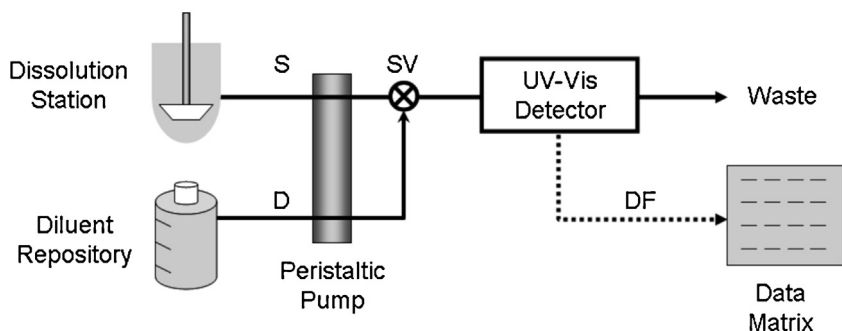 Dissolution
Station
S
SV
UV-Vis
Detector
Waste
Diluent
Repository
D
Peristaltic
Pump
DF
Data
Matrix